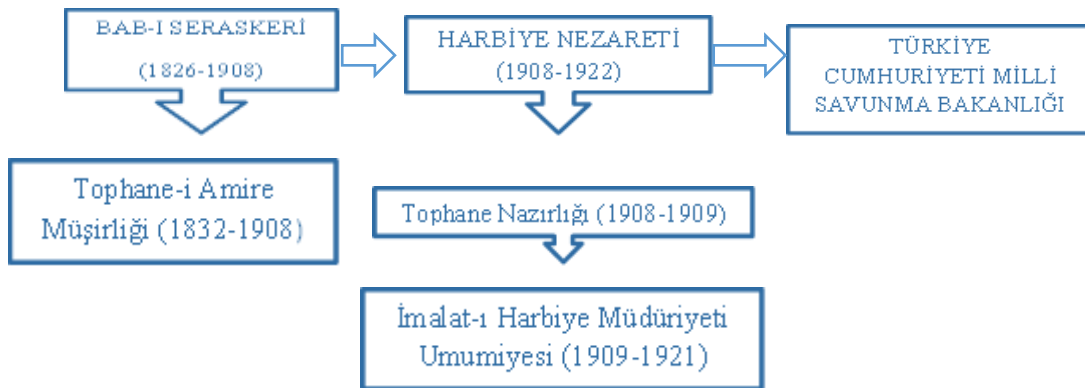 BAB-I SERASKERİ
(1826-1908)
HARBİYE NEZARETİ
(1908-1922)
TÜRKİYE
CUMHURİYETİ MİLLİ
SAVUNMA BAKANLIĞI
Tophane-i Amire
Müşirliği (1832-1908)
Tophane Nazırlığı (1908-1909)
İmalat-ı Harbiye Müdüriyeti
Umumiyesi (1909-1921)